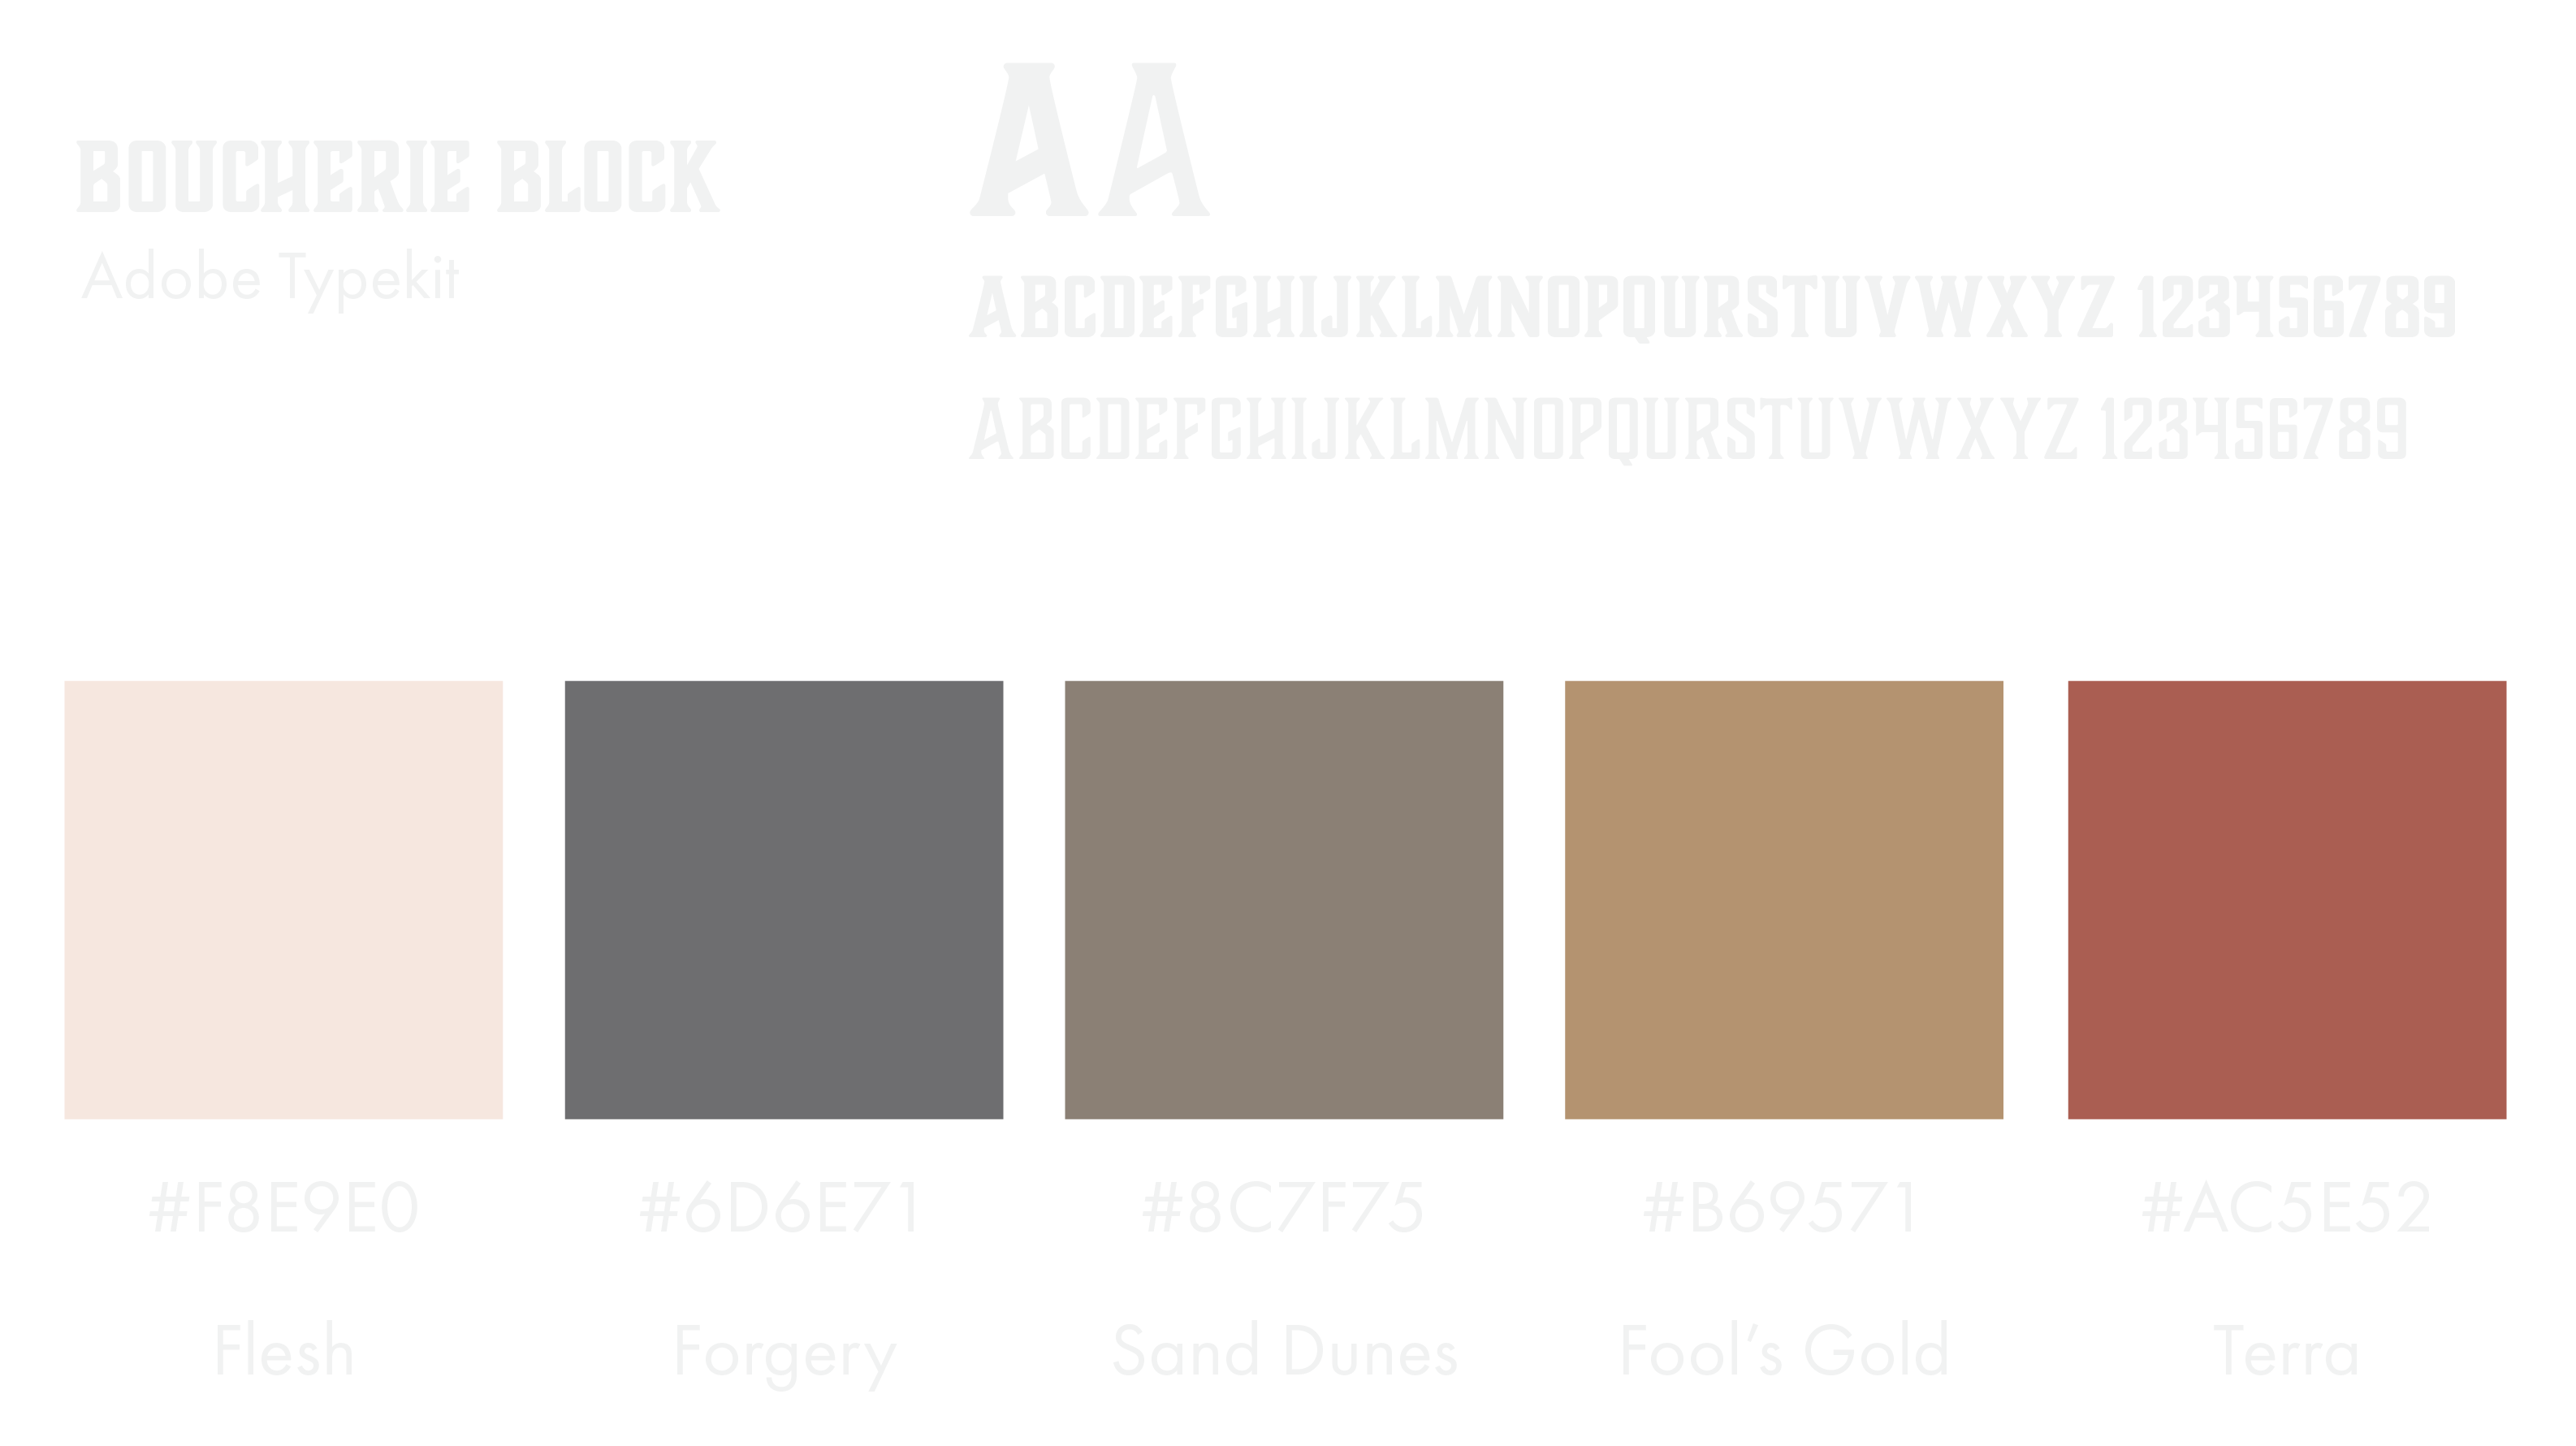 BOUCHERIE BLOCK
Adobe Typekit
AA
ABCDEFGHIJKLMNOPQURSTUVWXYZ 123456789
ABCDEFGHIJKLMNOPQURSTUVWXYZ 123456789
#F8E9E0 #6D6E71 #8C7F75 #B69571 #AC5E52
Flesh Forgery Sand Dunes Fool’s Gold Terra